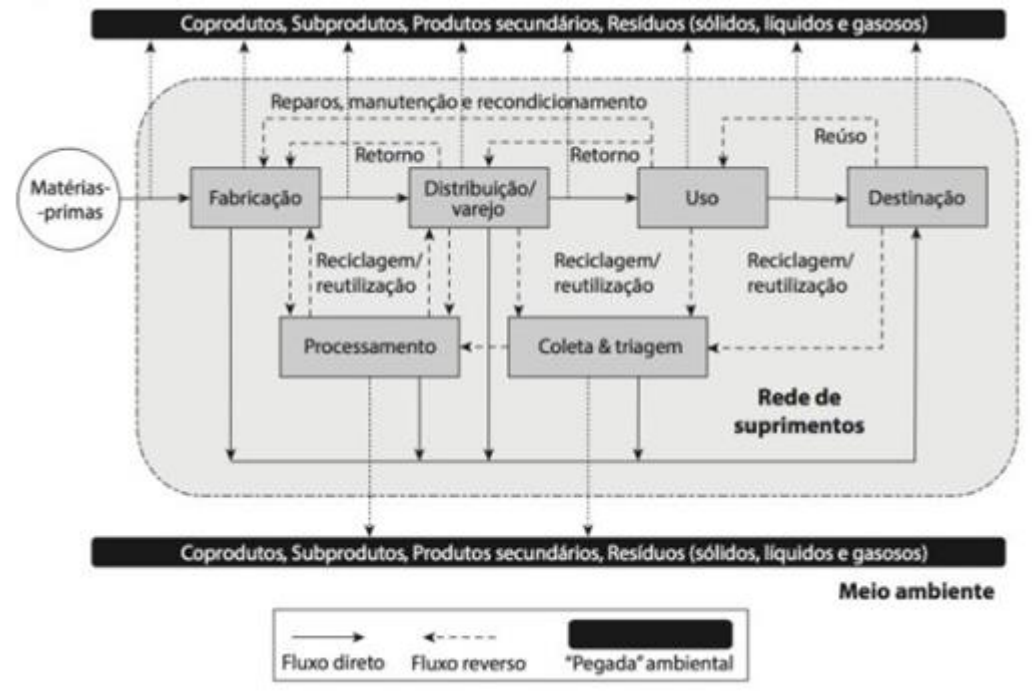 Coprodutos, Subprodutos, Produtos secundários, Resíduos (sólidos, líquidos e gasosos)
Reparos, manutenção e recondicionamento
Retorno
Retorno
Reúso
Matérias-
-primas
Fabricação
Distribuição/
varejo
Uso
Destinação
Reciclagem/
reutilização
Reciclagem/
reutilização
Reciclagem/
reutilização
Processamento
Coleta & triagem
Rede de
suprimentos
Coprodutos, Subprodutos, Produtos secundários, Resíduos (sólidos, líquidos e gasosos)
Meio ambiente
Fluxo direto
Fluxo reverso
"Pegada" ambiental